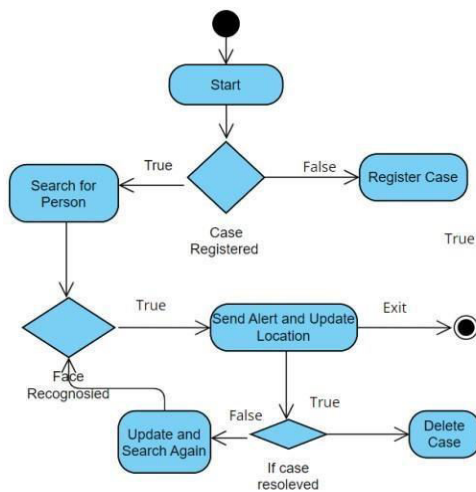 Start
True
False
Search for
Person
Register Case
Case
Registered
True
True
Send Alert and Update
Location
Exit
Face
Recognosied
True
False
Update and
Search Again
Delete
Case
If case
resoleved